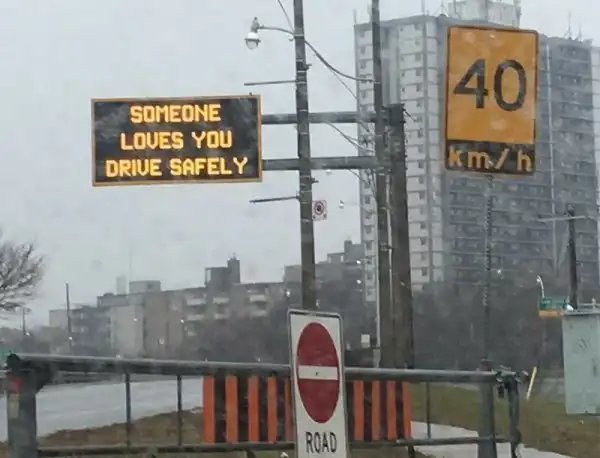 SOMEONE
LOVES YOU
DRIVE SAFELY
40
km/h
ROAD